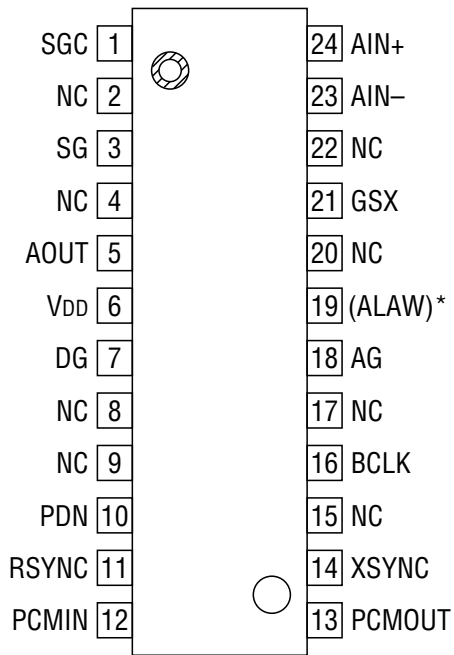 SGC 1 24 AIN+
NC 2 23 AIN–
SG 3 22 NC
NC 4 21 GSX
AOUT 5 20 NC
VDD 6 19 (ALAW)*
DG 7 18 AG
NC 8 17 NC
NC 9 16 BCLK
PDN 10 15 NC
RSYNC 11 14 XSYNC
PCMIN 12 13 PCMOUT